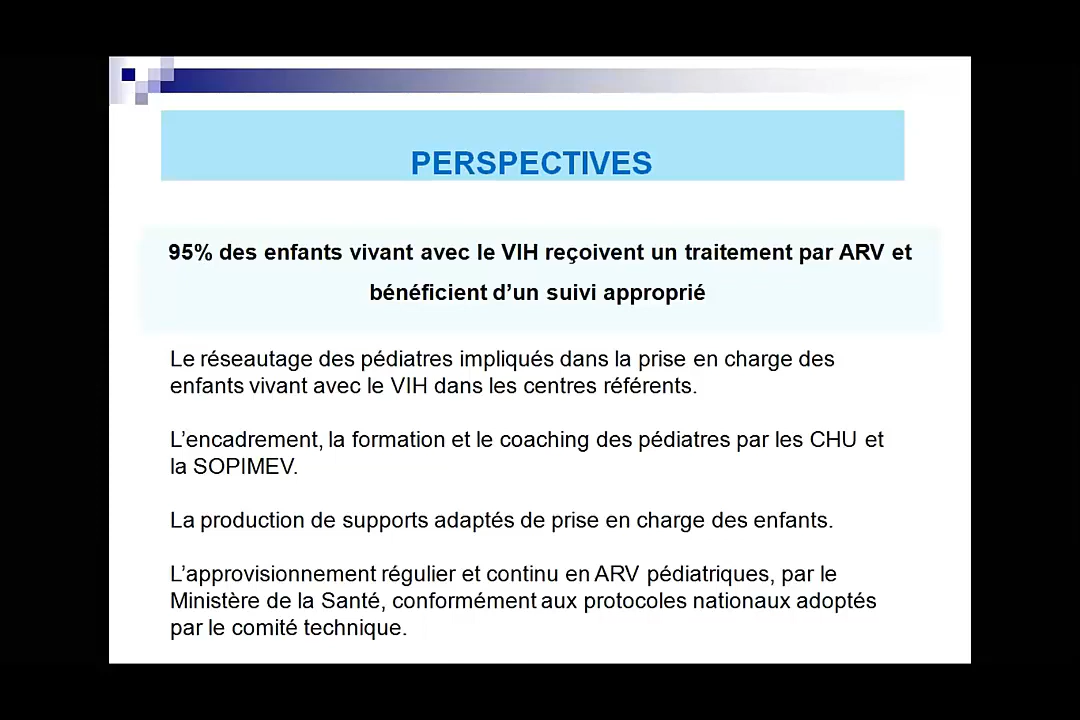 PERSPECTIVES
95% des enfants vivant avec le VIH reçoivent un traitement par ARV et
bénéficient d’un suivi approprié
Le réseautage des pédiatres impliqués dans la prise en charge des
enfants vivant avec le VIH dans les centres référents.
L’encadrement, la formation et le coaching des pédiatres par les CHU et
la SOPIMEV.
La production de supports adaptés de prise en charge des enfants.
L’approvisionnement régulier et continu en ARV pédiatriques, par le
Ministère de la Santé, conformément aux protocoles nationaux adoptés
par le comité technique.